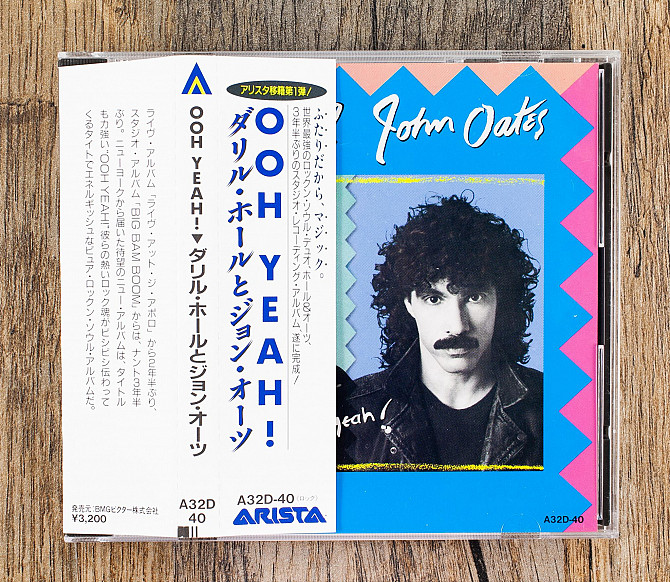 ライヴ・アルバム「ライヴ・アット・ジ・アポロ」から2年半ぶり、
スタジオ・アルバム「BIG BAM BOOM」からは、ナント3年半
ぶり。ニューヨークから届いた待望のニュー・アルバムは、タイトル
も力強い"OOH YEAH!"彼らの熱いロック魂がビシビシ伝わって
くるタイトでエネルギッシュなピュア・ロックン・ソウル・アルバムだ。
発売元:BMGビクター株式会社
¥3,200
OOH YEAH!▼ダリル・ホールとジョン・オーツ
A32D
40
アリスタ移籍第1弾!
ふたりだから、マジック。
世界最強のロックン・ソウル・デュオ、ホール&オーツ、
3年半ぶりのスタジオ・レコーディング・アルバム、遂に完成!
OOH YEAH!
ダリル・ホールとジョン・オーツ
A32D-40 (ロック)
ARISTA
John Oates
yeah!
A32D-40